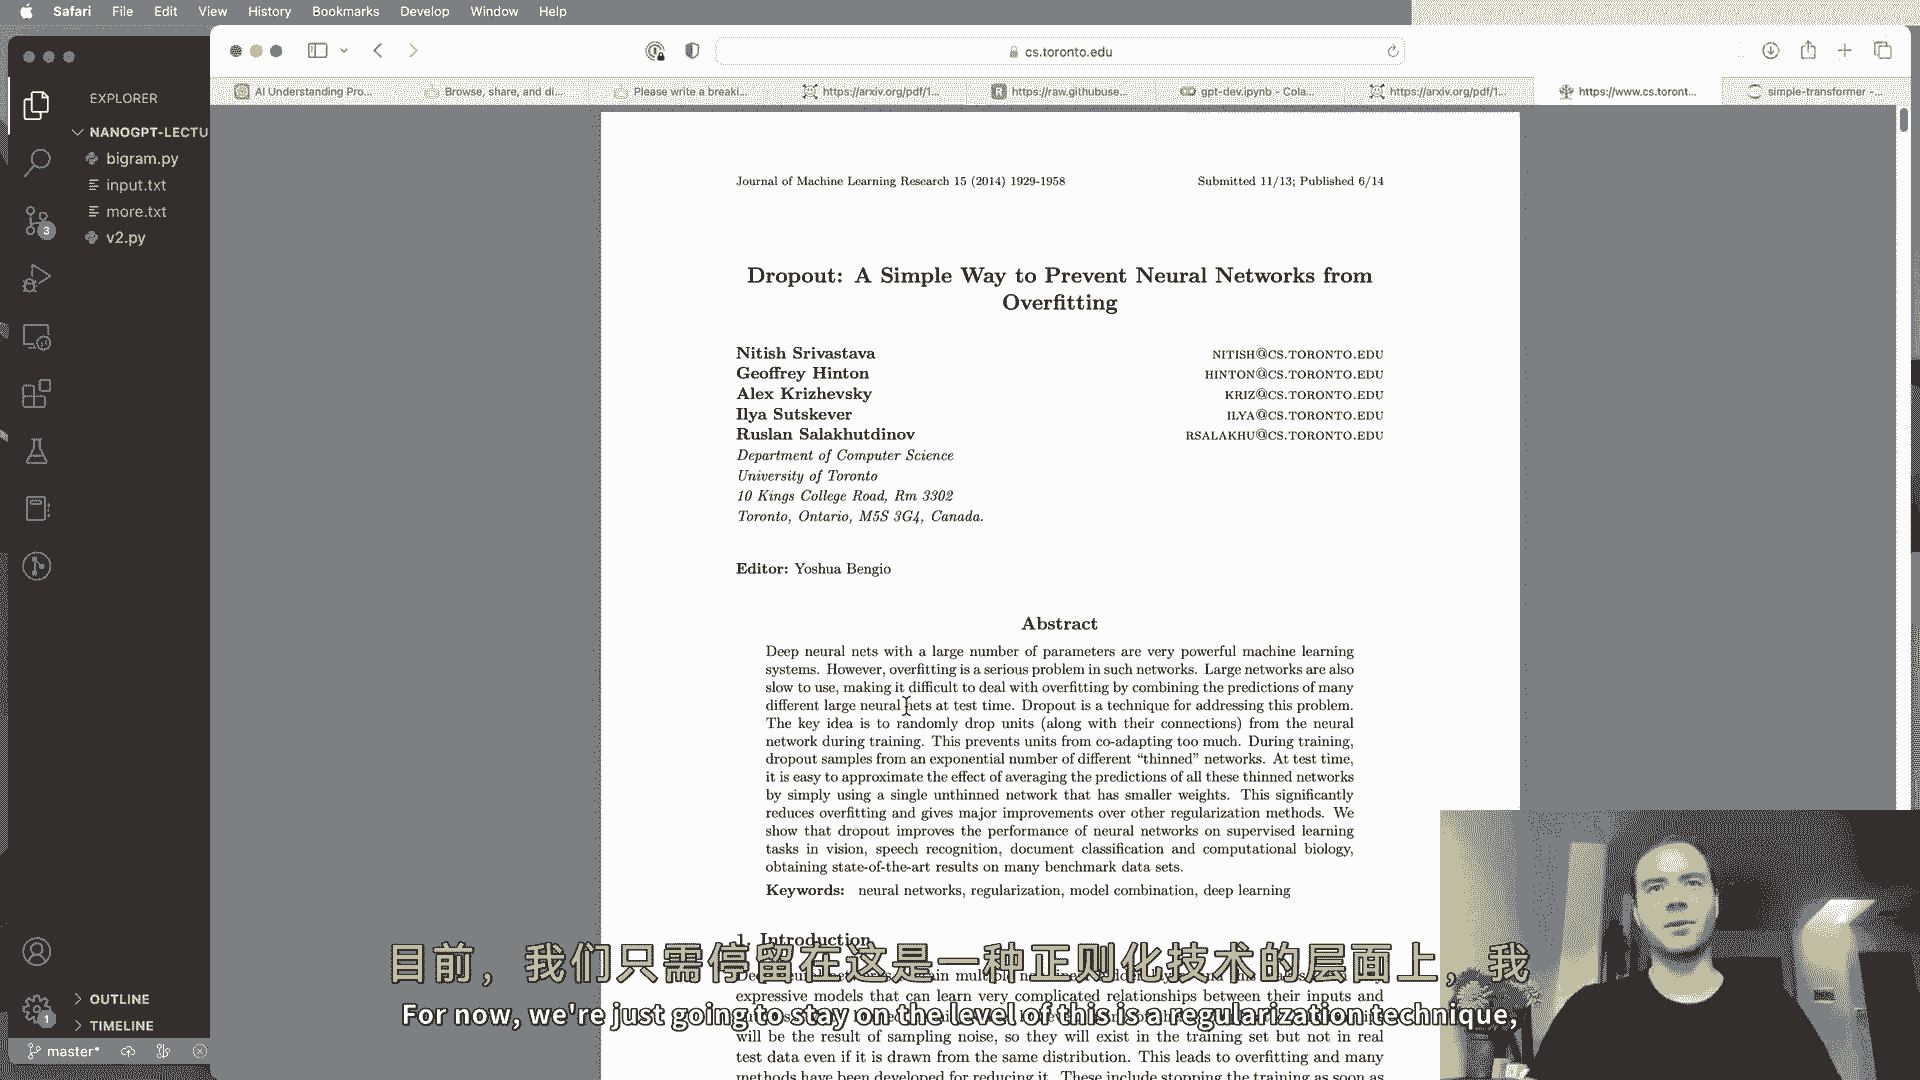 Safari File Edit View History Bookmarks Develop Window Help
cs.toronto.edu
AI Understanding Pro...
Browse, share, and di...
Please write a breaki...
https://arxiv.org/pdf/1...
https://raw.githubuse...
gpt-dev.ipynb - Cola...
https://arxiv.org/pdf/1...
https://www.cs.toront...
simple-transformer -...
EXPLORER
NANOGPT-LECTU
bigram.py
input.txt
more.txt
v2.py
3
OUTLINE
TIMELINE
1
master*
Journal of Machine Learning Research 15 (2014) 1929-1958 Submitted 11/13; Published 6/14
Dropout: A Simple Way to Prevent Neural Networks from
Overfitting
Nitish Srivastava NITISH@CS.TORONTO.EDU
Geoffrey Hinton HINTON@CS.TORONTO.EDU
Alex Krizhevsky KRIZ@CS.TORONTO.EDU
Ilya Sutskever ILYA@CS.TORONTO.EDU
Ruslan Salakhutdinov RSALAKHU@CS.TORONTO.EDU
Department of Computer Science
University of Toronto
10 Kings College Road, Rm 3302
Toronto, Ontario, M5S 3G4, Canada.
Editor: Yoshua Bengio
Abstract
Deep neural nets with a large number of parameters are very powerful machine learning
systems. However, overfitting is a serious problem in such networks. Large networks are also
slow to use, making it difficult to deal with overfitting by combining the predictions of many
different large neural nets at test time. Dropout is a technique for addressing this problem.
The key idea is to randomly drop units (along with their connections) from the neural
network during training. This prevents units from co-adapting too much. During training,
dropout samples from an exponential number of different “thinned” networks. At test time,
it is easy to approximate the effect of averaging the predictions of all these thinned networks
by simply using a single unthinned network that has smaller weights. This significantly
reduces overfitting and gives major improvements over other regularization methods. We
show that dropout improves the performance of neural networks on supervised learning
tasks in vision, speech recognition, document classification and computational biology,
obtaining state-of-the-art results on many benchmark data sets.
Keywords: neural networks, regularization, model combination, deep learning
1 Introduction
目前，我们只需停留在这是一种正则化技术的层面上，我
expressive models that can learn very complicated relationships between their inputs and
For now, we're just going to stay on the level of this is a regularization technique,
will be the result of sampling noise, so they will exist in the training set but not in real
test data even if it is drawn from the same distribution. This leads to overfitting and many
methods have been developed for reducing it. These include stopping the training as soon as